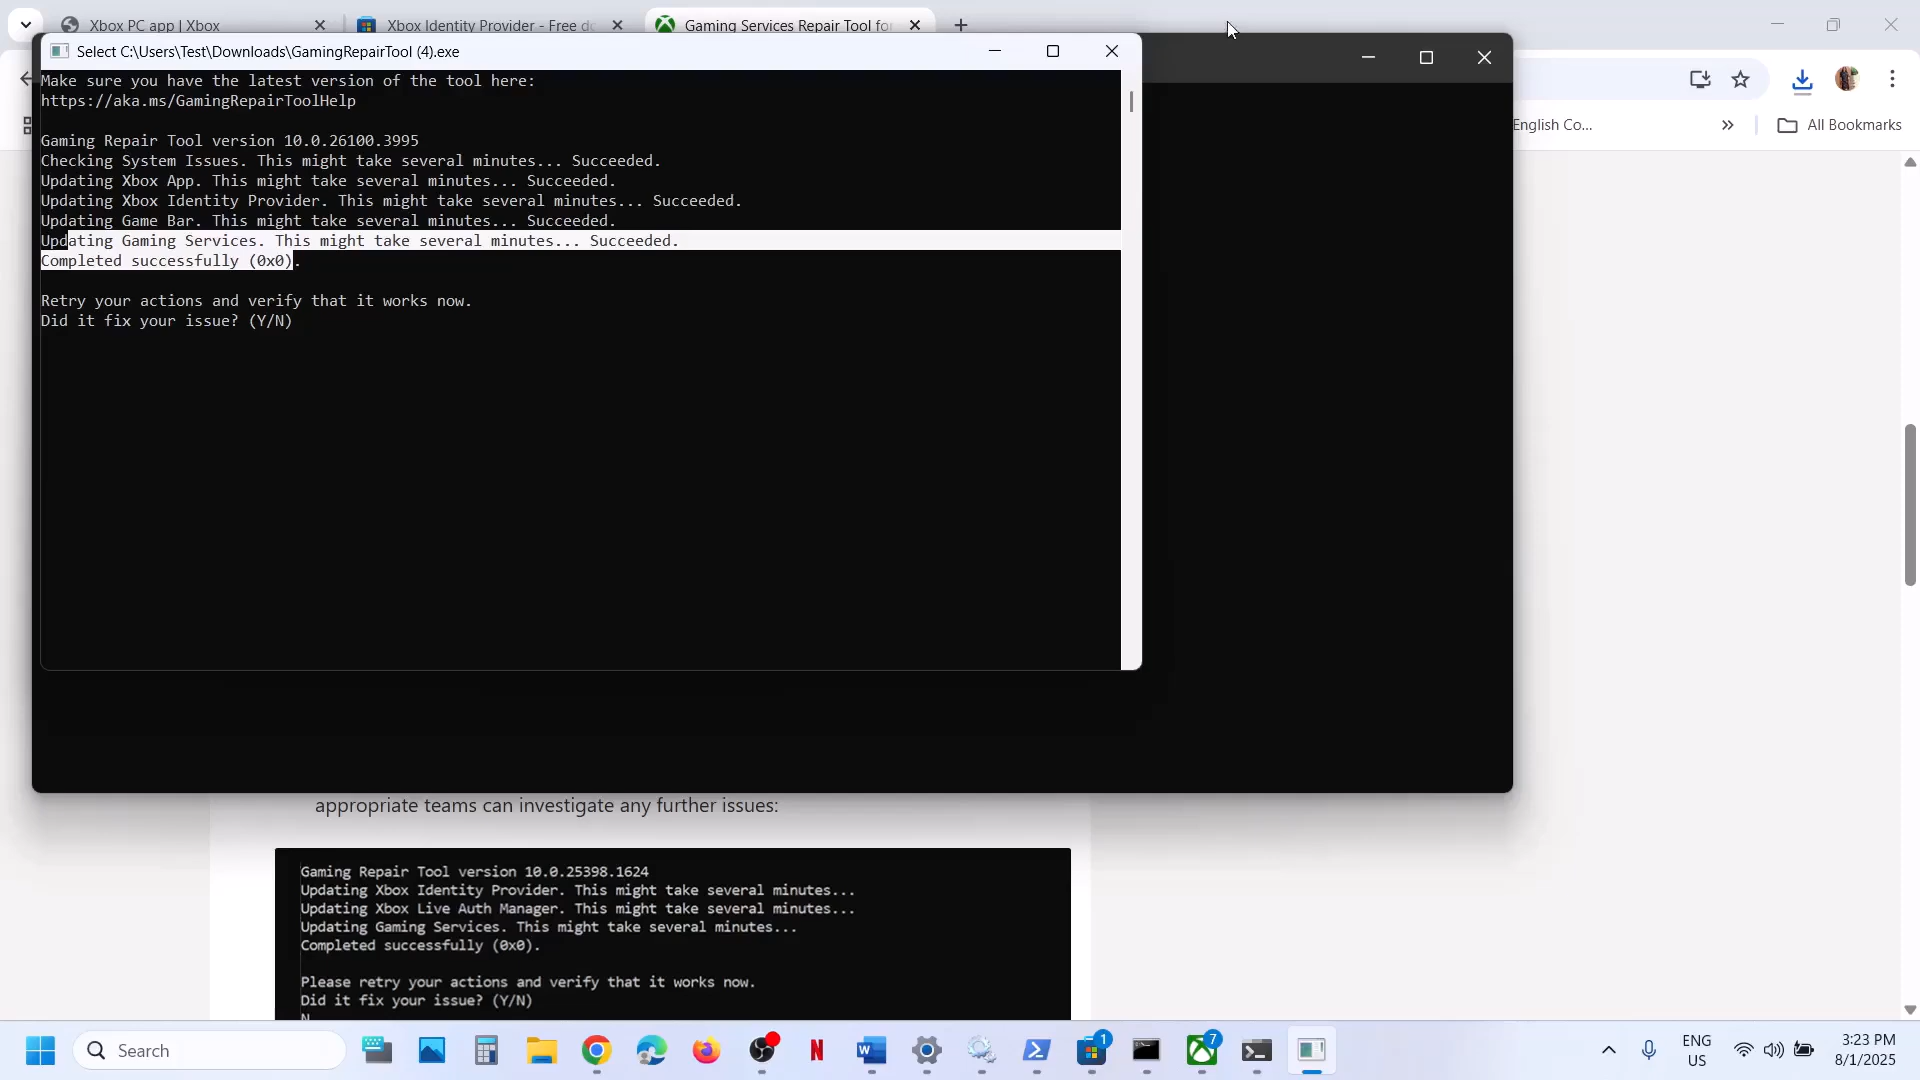 Xbox PC app | Xbox
Xbox Identity Provider - Free do
Gaming Services Repair Tool for
Select C:\Users\Test\Downloads\GamingRepairTool (4).exe
Make sure you have the latest version of the tool here:
https://aka.ms/GamingRepairToolHelp
English Co...
All Bookmarks
Gaming Repair Tool version 10.0.26100.3995
Checking System Issues. This might take several minutes... Succeeded.
Updating Xbox App. This might take several minutes... Succeeded.
Updating Xbox Identity Provider. This might take several minutes... Succeeded.
Updating Game Bar. This might take several minutes... Succeeded.
Updating Gaming Services. This might take several minutes... Succeeded.
Completed successfully (0x0).
Retry your actions and verify that it works now.
Did it fix your issue? (Y/N)
appropriate teams can investigate any further issues:
Gaming Repair Tool version 10.0.25398.1624
Updating Xbox Identity Provider. This might take several minutes...
Updating Xbox Live Auth Manager. This might take several minutes...
Updating Gaming Services. This might take several minutes...
Completed successfully (0x0).
Please retry your actions and verify that it works now.
Did it fix your issue? (Y/N)
N
Search
1
7
ENG
US
3:23 PM
8/1/2025